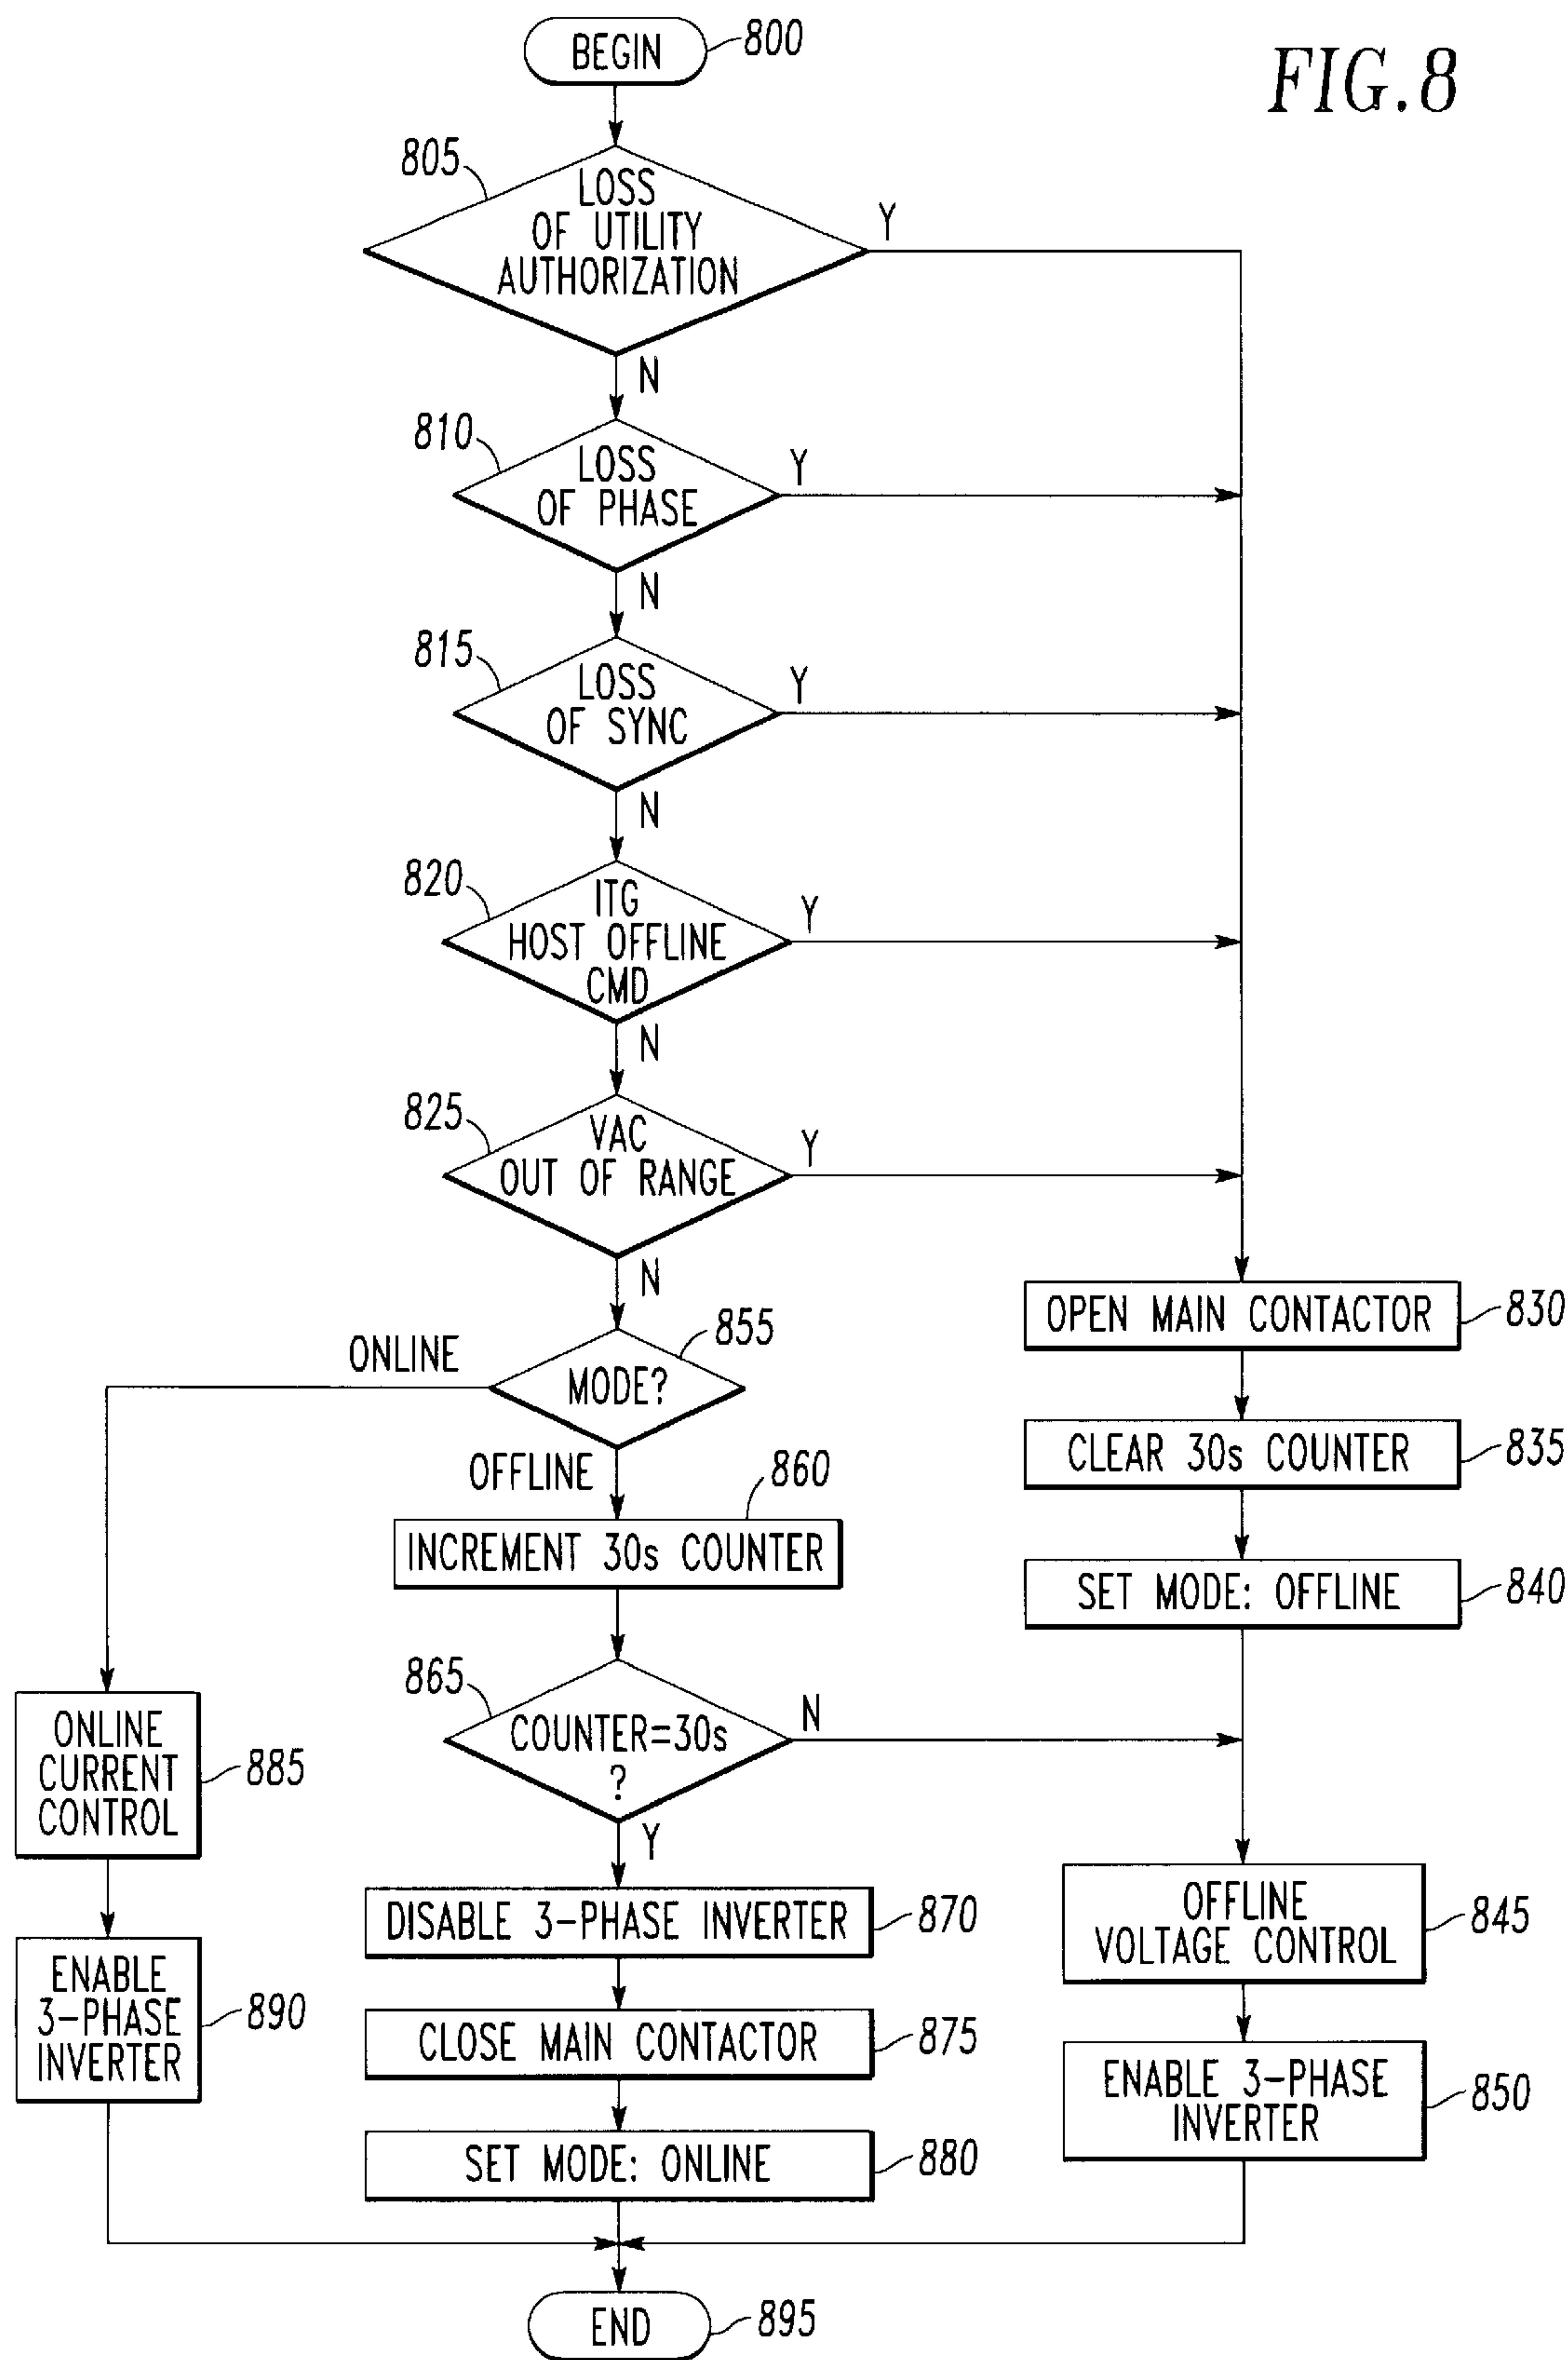 FIG. 8
BEGIN
800
805
LOSS
OF UTILITY
AUTHORIZATION
Y
N
810
LOSS
OF PHASE
Y
N
815
LOSS
OF SYNC
Y
N
820
ITG
HOST OFFLINE
CMD
Y
N
825
VAC
OUT OF RANGE
Y
N
OPEN MAIN CONTACTOR
830
855
MODE?
ONLINE
OFFLINE
CLEAR 30s COUNTER
835
860
INCREMENT 30s COUNTER
SET MODE: OFFLINE
840
865
COUNTER=30s
?
N
Y
ONLINE
CURRENT
CONTROL
885
DISABLE 3-PHASE INVERTER
870
OFFLINE
VOLTAGE CONTROL
845
ENABLE
3-PHASE
INVERTER
890
CLOSE MAIN CONTACTOR
875
ENABLE 3-PHASE
INVERTER
850
SET MODE: ONLINE
880
END
895